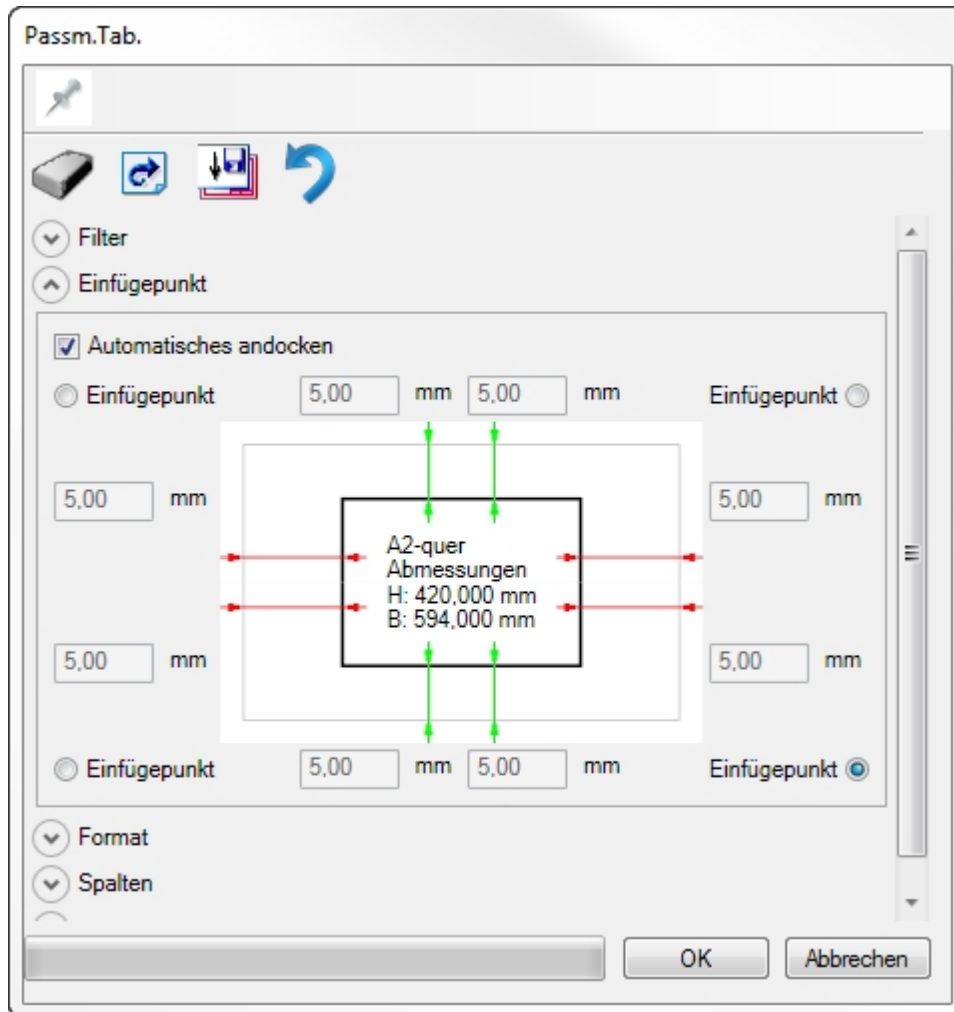 Passm.Tab.
Filter
Einfügepunkt
Automatisches andocken
Einfügepunkt 5,00 mm 5,00 mm Einfügepunkt
5,00 mm 5,00 mm
A2-quer
Abmessungen
H: 420,000 mm
B: 594,000 mm
5,00 mm 5,00 mm
Einfügepunkt 5,00 mm 5,00 mm Einfügepunkt
Format
Spalten
OK Abbrechen